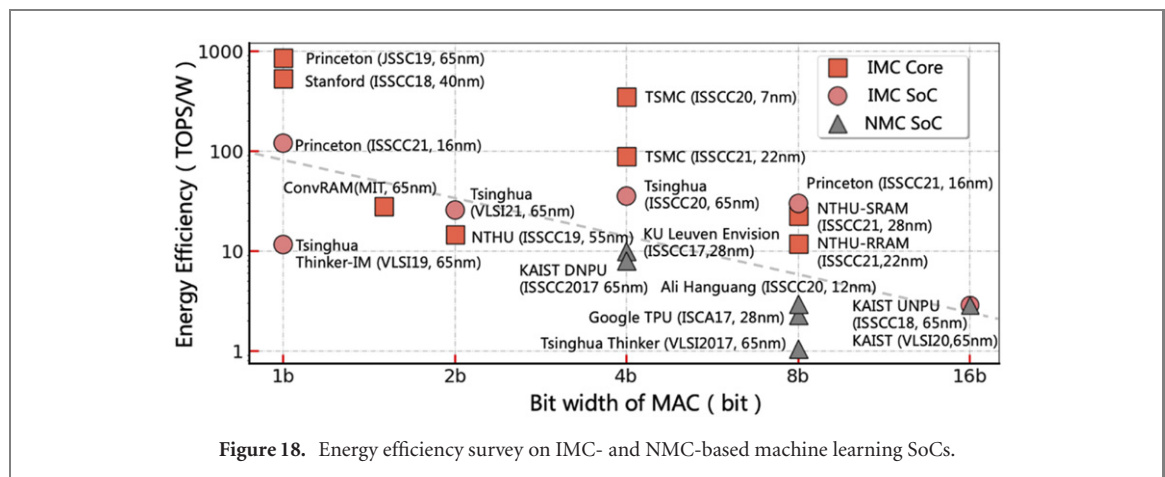 1000
100
10
1
Energy Efficiency ( TOPS/W )
Princeton (JSSC19, 65nm)
Stanford (ISSCC18, 40nm)
Princeton (ISSCC21, 16nm)
ConvRAM(MIT, 65nm)
Tsinghua
(VLSI21, 65nm)
NTHU (ISSCC19, 55nm)
Tsinghua
Thinker-IM (VLSI19, 65nm)
TSMC (ISSCC20, 7nm)
TSMC (ISSCC21, 22nm)
Tsinghua
(ISSCC20, 65nm)
KU Leuven Envision
(ISSCC17,28nm)
KAIST DNPU
(ISSCC2017 65nm)
IMC Core
IMC SoC
NMC SoC
Princeton (ISSCC21, 16nm)
NTHU-SRAM
(ISSCC21, 28nm)
NTHU-RRAM
(ISSCC21,22nm)
Ali Hanguang (ISSCC20, 12nm)
Google TPU (ISCA17, 28nm)
Tsinghua Thinker (VLSI2017, 65nm)
KAIST UNPU
(ISSCC18, 65nm)
KAIST (VLSI20,65nm)
1b
2b
4b
8b
16b
Bit width of MAC ( bit )
Figure 18. Energy efficiency survey on IMC- and NMC-based machine learning SoCs.